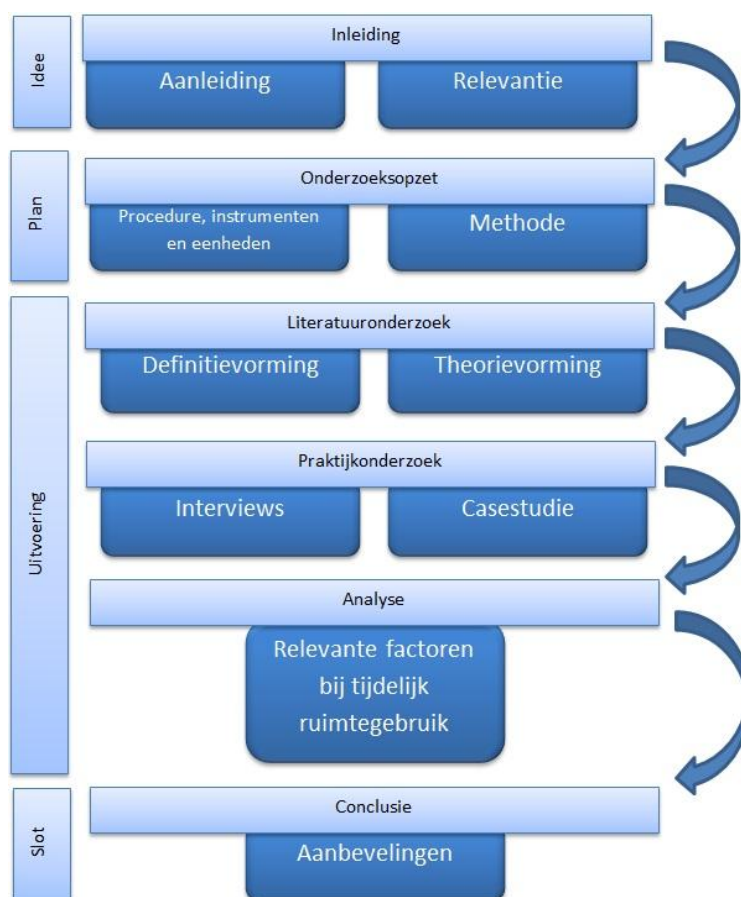 Idee
Inleiding
Aanleiding
Relevantie
Plan
Onderzoeksopzet
Procedure, instrumenten
en eenheden
Methode
Uitvoering
Literatuuronderzoek
Definitievorming
Theorievorming
Praktijkonderzoek
Interviews
Casestudie
Analyse
Relevante factoren
bij tijdelijk
ruimtegebruik
Slot
Conclusie
Aanbevelingen